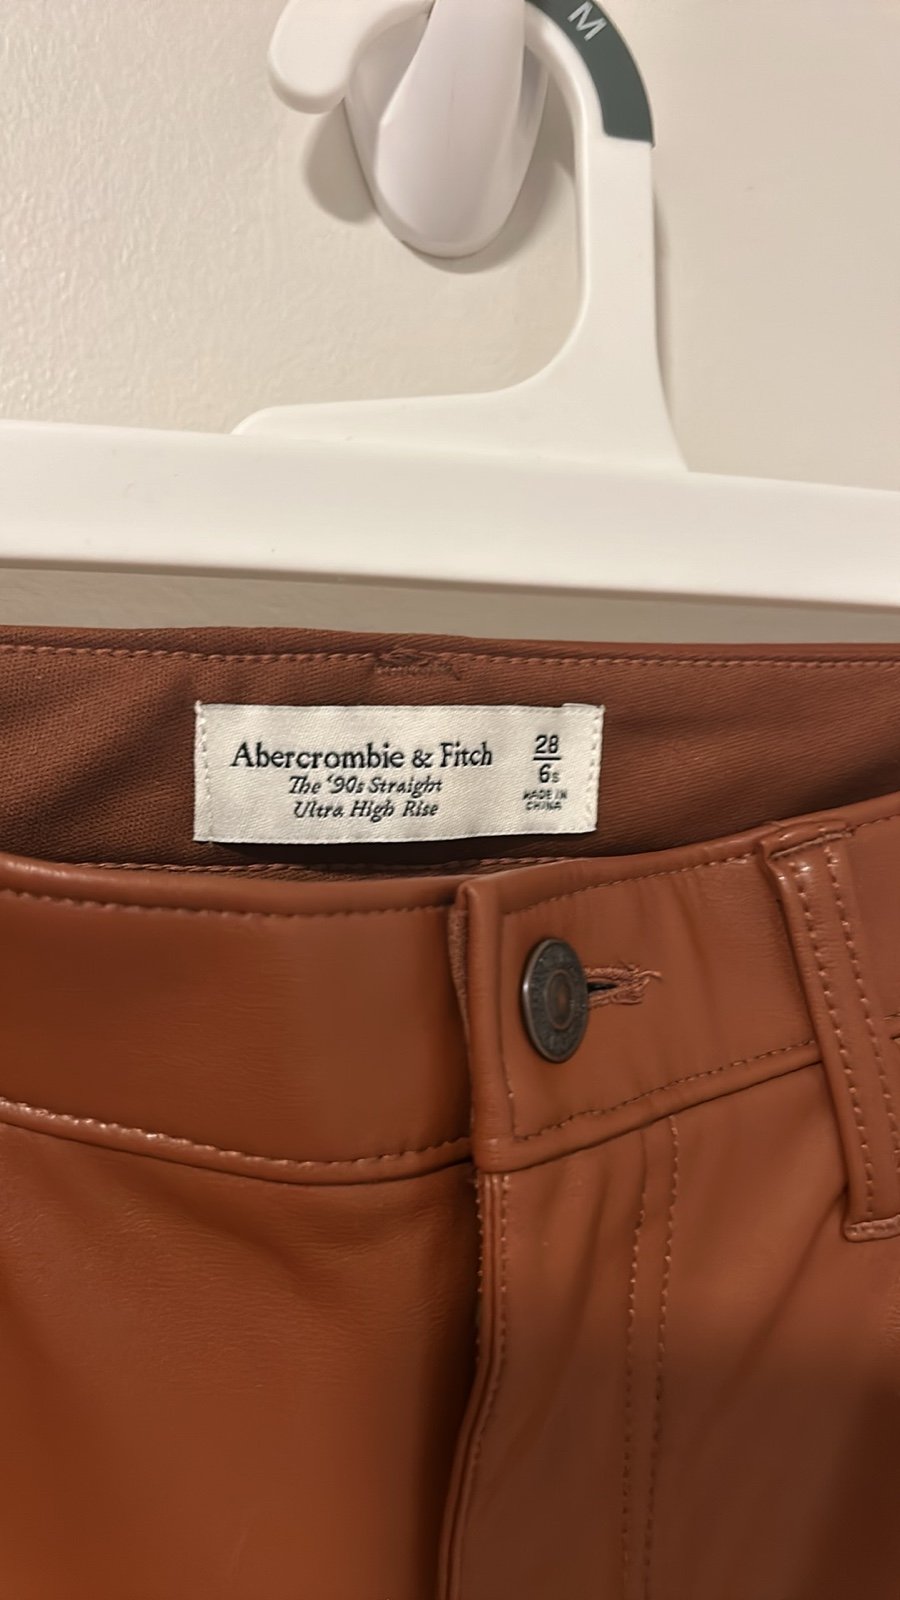 M
Abercrombie & Fitch
The '90s Straight
Ultra High Rise
28
6s
MADE IN
CHINA